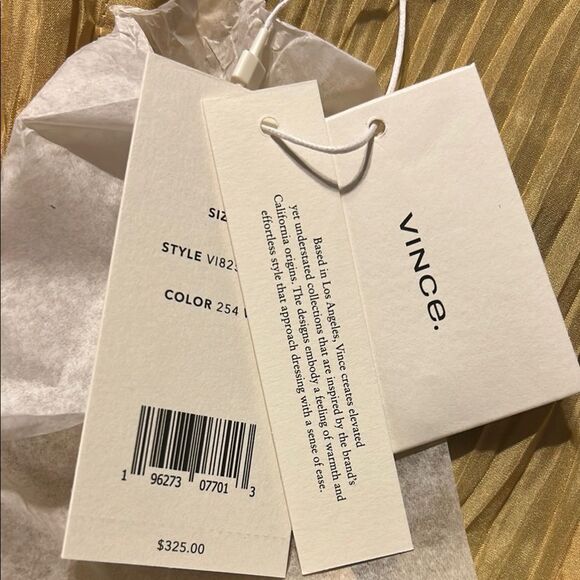 SIZ
STYLE VI825
COLOR 254
1 96273 07701 3
$325.00
Based in Los Angeles, Vince creates elevated
yet understated collections that are inspired by the brand's
California origins. The designs embody a feeling of warmth and
effortless style that approach dressing with a sense of ease.
VINCE.